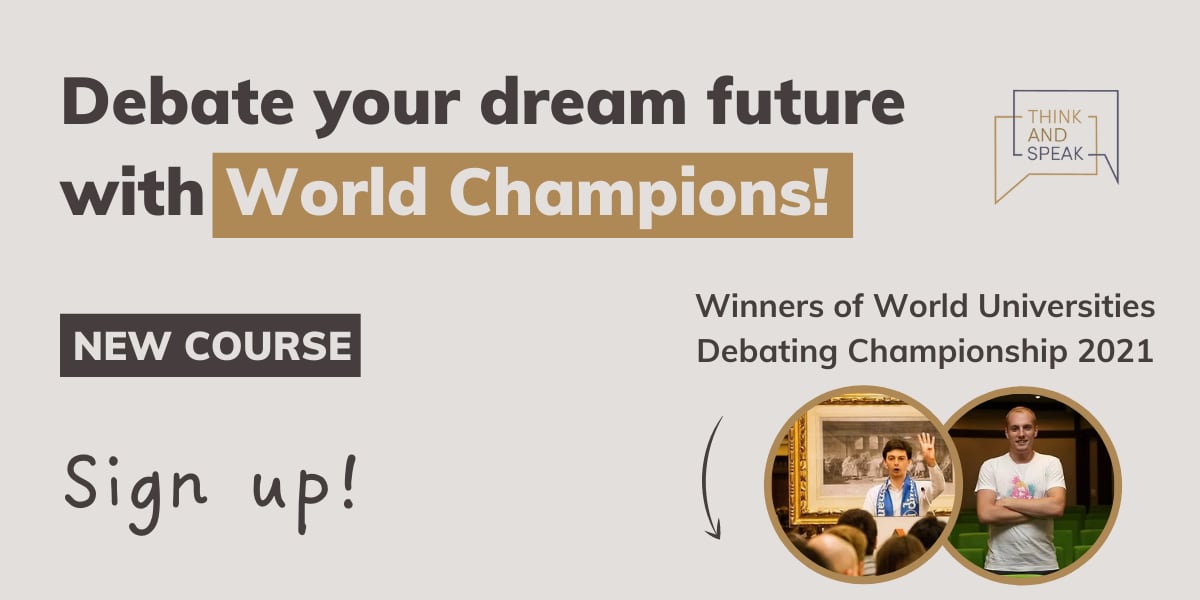 Debate your dream future
with World Champions!
THINK
AND
SPEAK
NEW COURSE
Winners of World Universities
Debating Championship 2021
Sign up!